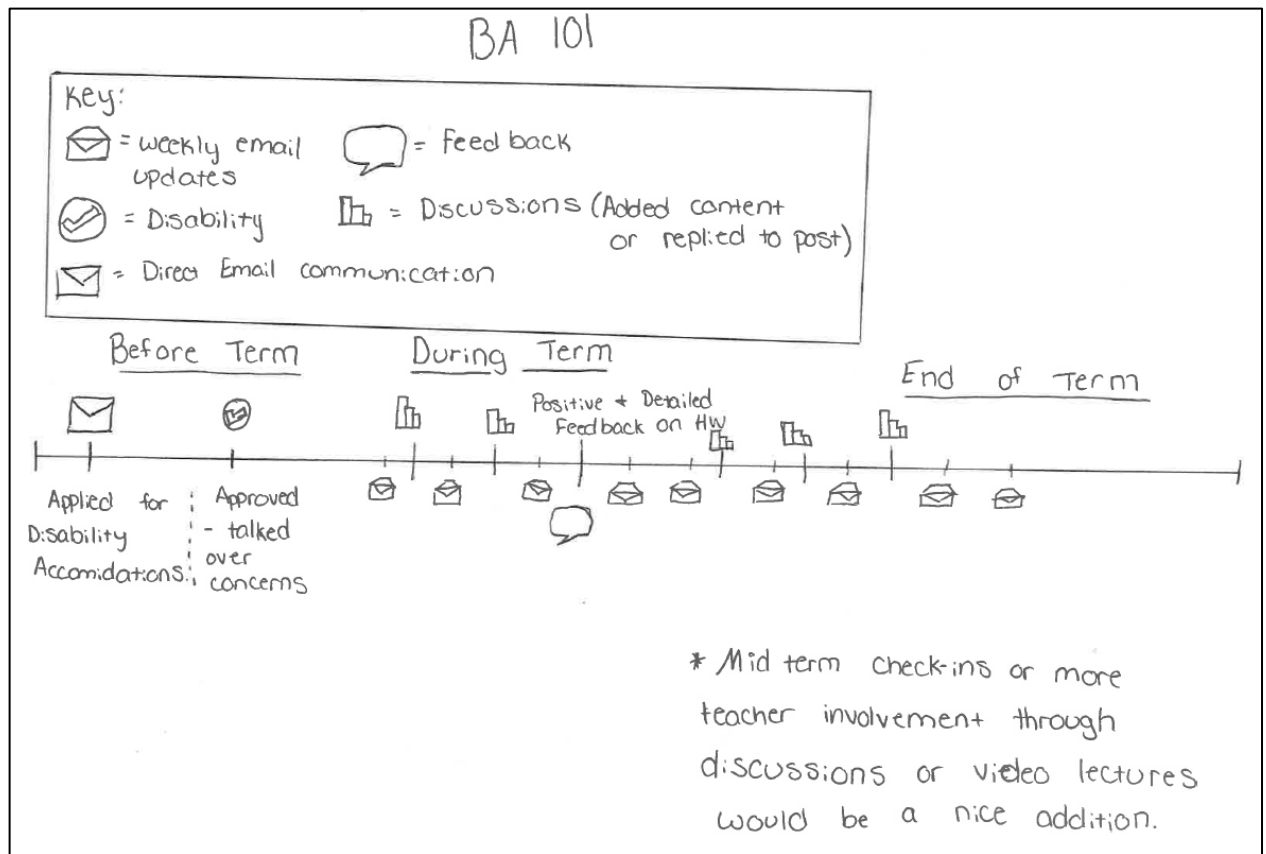 BA 101
Key:
= weekly email
updates
= Feedback
= Disability
= Discussions (Added content
or replied to post)
= Direct Email communication
Before Term
During Term
End of Term
Positive + Detailed
Feedback on HW
Applied for
Disability
Accomidations
Approved
- talked
over
concerns
* Mid term check-ins or more
teacher involvement through
discussions or video lectures
would be a nice addition.